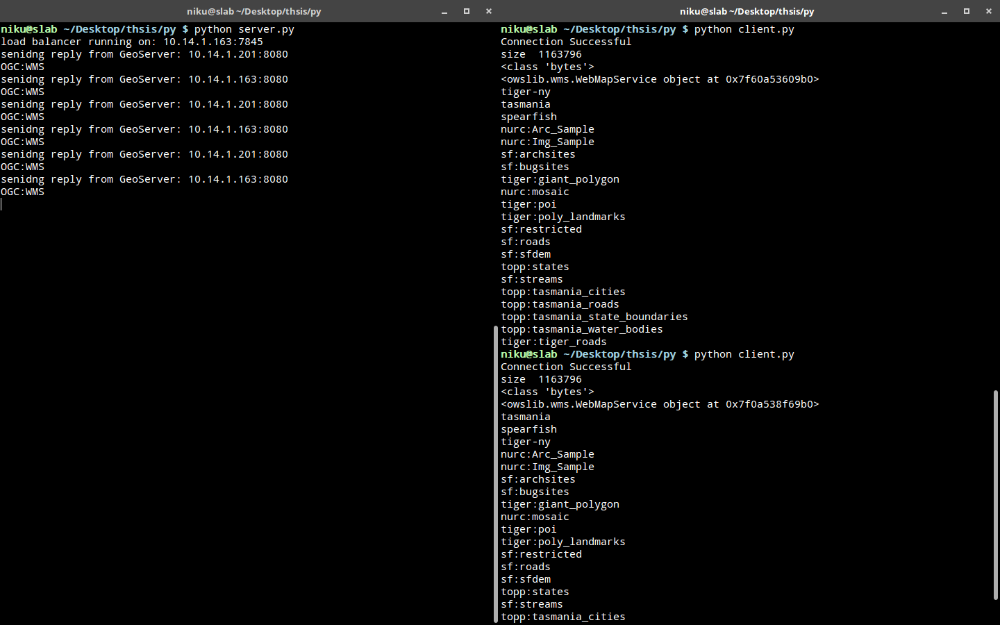 niku@slab ~/Desktop/thsis/py
niku@slab ~/Desktop/thsis/py $ python server.py
load balancer running on: 10.14.1.163:7845
senidng reply from GeoServer: 10.14.1.201:8080
OGC:WMS
senidng reply from GeoServer: 10.14.1.163:8080
OGC:WMS
senidng reply from GeoServer: 10.14.1.201:8080
OGC:WMS
senidng reply from GeoServer: 10.14.1.163:8080
OGC:WMS
senidng reply from GeoServer: 10.14.1.201:8080
OGC:WMS
senidng reply from GeoServer: 10.14.1.163:8080
OGC:WMS
niku@slab ~/Desktop/thsis/py
niku@slab ~/Desktop/thsis/py $ python client.py
Connection Successful
size  1163796
<class 'bytes'>
<owslib.wms.WebMapService object at 0x7f60a53609b0>
tiger-ny
tasmania
spearfish
nurc:Arc_Sample
nurc:Img_Sample
sf:archsites
sf:bugsites
tiger:giant_polygon
nurc:mosaic
tiger:poi
tiger:poly_landmarks
sf:restricted
sf:roads
sf:sfdem
topp:states
sf:streams
topp:tasmania_cities
topp:tasmania_roads
topp:tasmania_state_boundaries
topp:tasmania_water_bodies
tiger:tiger_roads
niku@slab ~/Desktop/thsis/py $ python client.py
Connection Successful
size  1163796
<class 'bytes'>
<owslib.wms.WebMapService object at 0x7f0a538f69b0>
tasmania
spearfish
tiger-ny
nurc:Arc_Sample
nurc:Img_Sample
sf:archsites
sf:bugsites
tiger:giant_polygon
nurc:mosaic
tiger:poi
tiger:poly_landmarks
sf:restricted
sf:roads
sf:sfdem
topp:states
sf:streams
topp:tasmania_cities